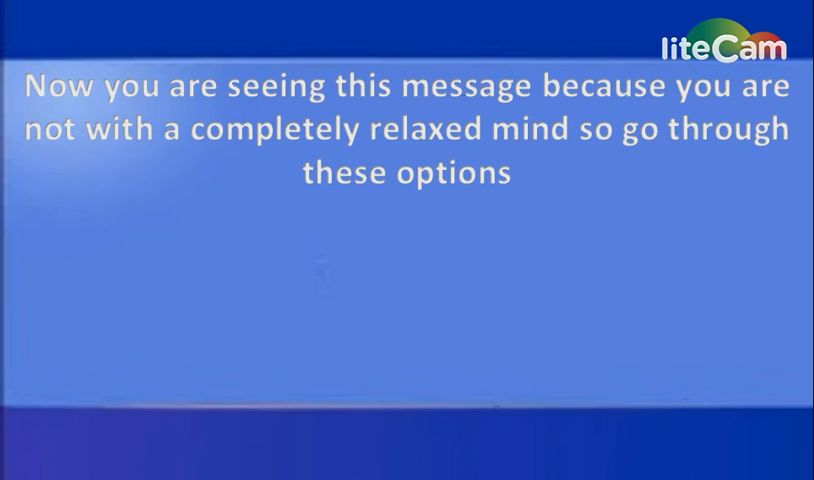 liteCam
Now you are seeing this message because you are
not with a completely relaxed mind so go through
these options